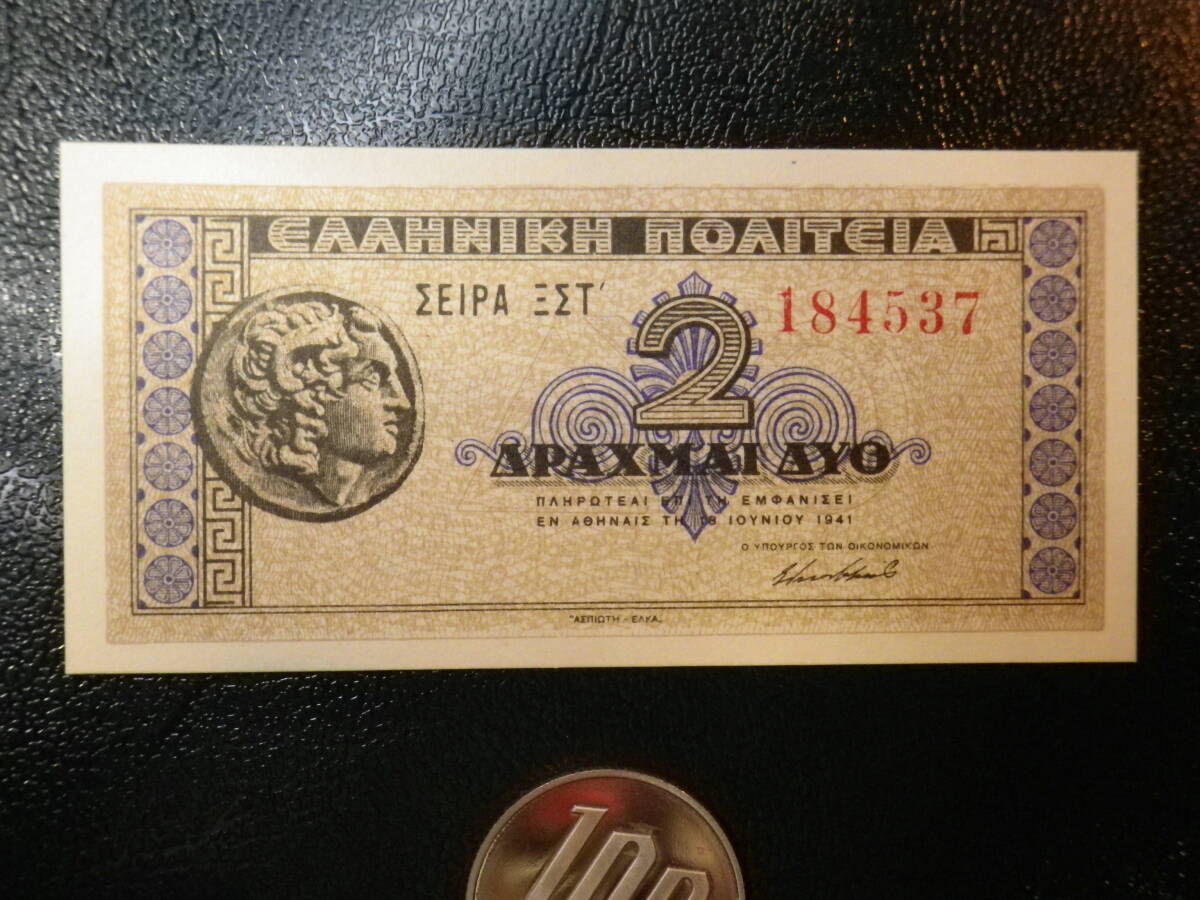 ΕΛΛΗΝΙΚΗ ΠΟΛΙΤΕΙΑ
ΣΕΙΡΑ ΞΣΤ΄
184537
2
ΔΡΑΧΜΑΙ ΔΥΟ
ΠΛΗΡΩΤΕΑΙ ΕΠΙ ΤΗ ΕΜΦΑΝΙΣΕΙ
ΕΝ ΑΘΗΝΑΙΣ ΤΗ 18 ΙΟΥΝΙΟΥ 1941
Ο ΥΠΟΥΡΓΟΣ ΤΩΝ ΟΙΚΟΝΟΜΙΚΩΝ
"ΑΣΠΙΩΤΗ - ΕΛΚΑ„
100